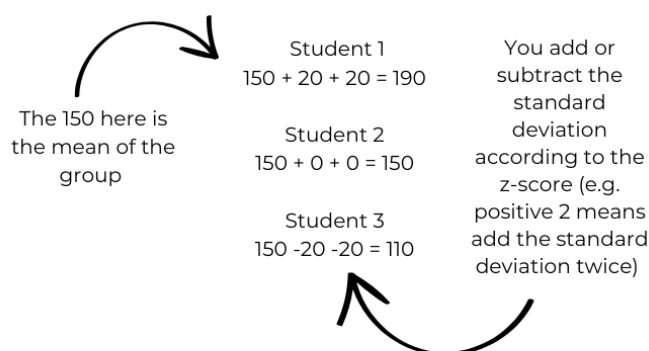 The 150 here is
the mean of the
group
Student 1
150 + 20 + 20 = 190
Student 2
150 + 0 + 0 = 150
Student 3
150 -20 -20 = 110
You add or
subtract the
standard
deviation
according to the
z-score (e.g.
positive 2 means
add the standard
deviation twice)